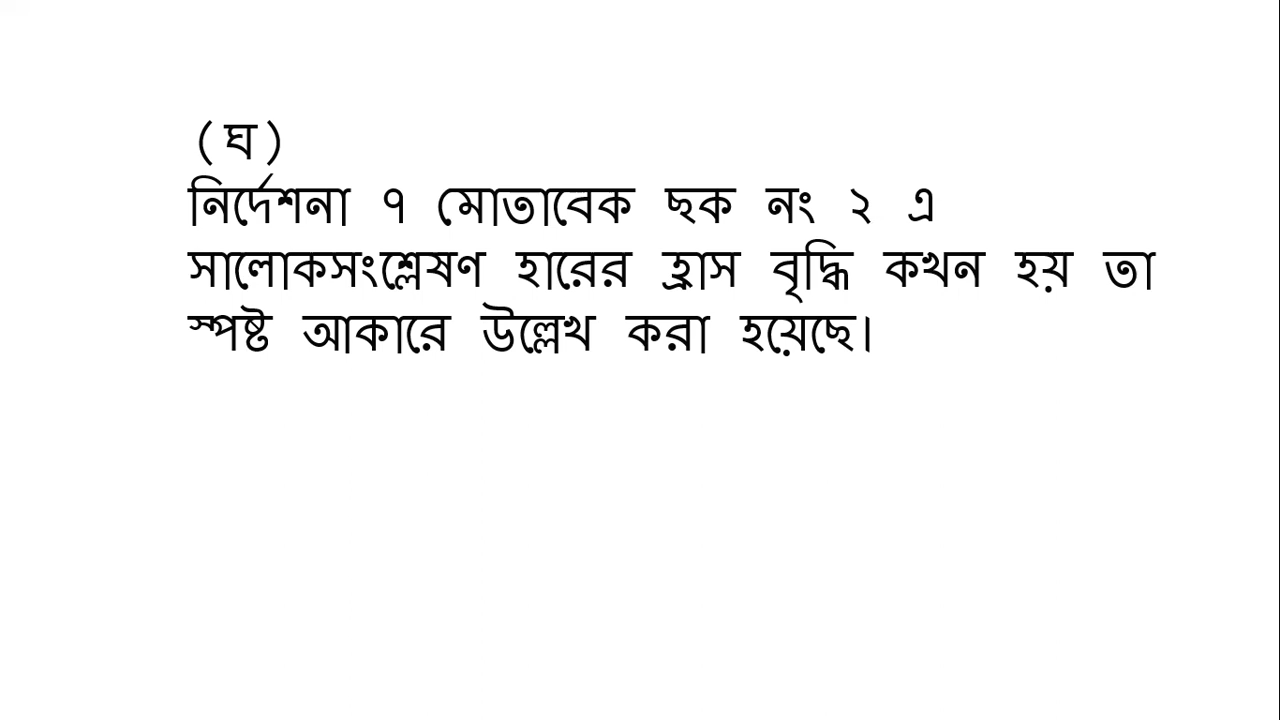 (ঘ)
নির্দেশনা ৭ মোতাবেক ছক নং ২ এ
সালোকসংশ্লেষণ হারের হ্রাস বৃদ্ধি কখন হয় তা
স্পষ্ট আকারে উল্লেখ করা হয়েছে।